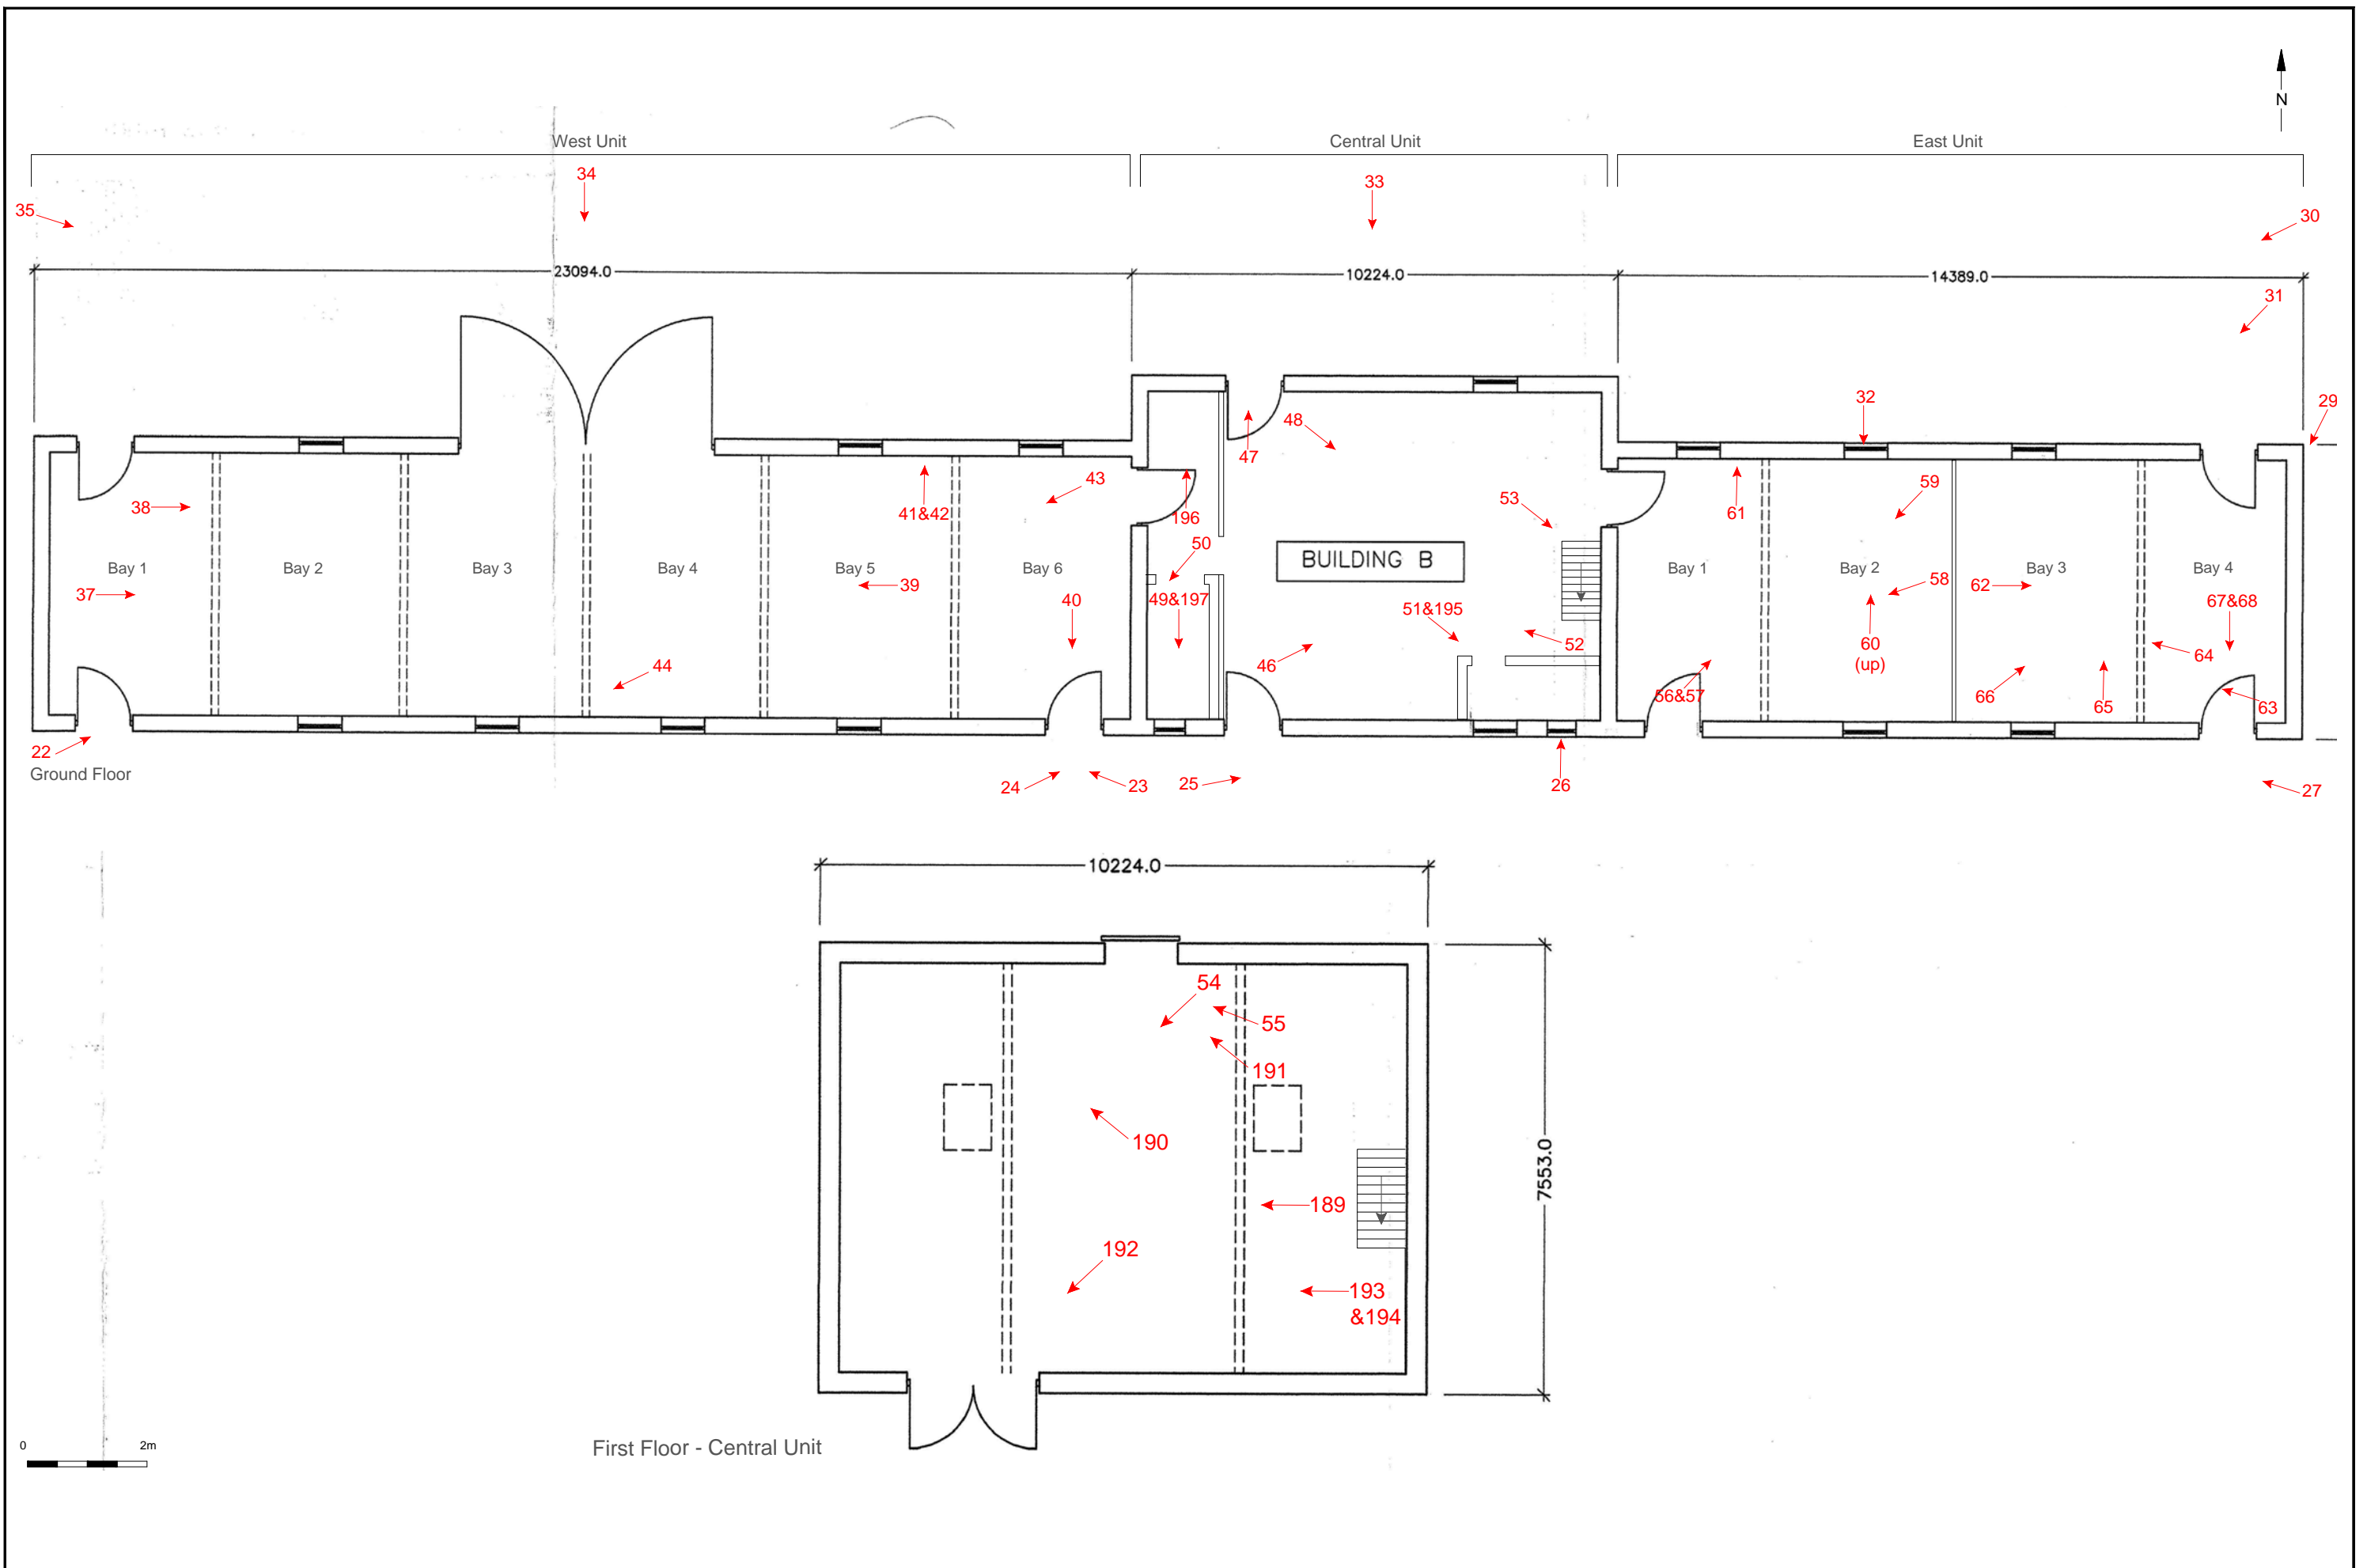 N
West Unit
Central Unit
East Unit
34
33
35
30
23094.0
10224.0
14389.0
31
32
29
48
47
43
59
38
41&42
196
53
61
50
BUILDING B
Bay 1
Bay 2
Bay 3
Bay 4
Bay 5
Bay 6
Bay 1
Bay 2
Bay 3
Bay 4
37
39
40
49&197
51&195
58
62
67&68
44
46
52
60
(up)
64
56&57
66
65
63
22
Ground Floor
24
23
25
26
27
10224.0
54
55
191
190
7553.0
189
192
193
&194
0
2m
First Floor - Central Unit